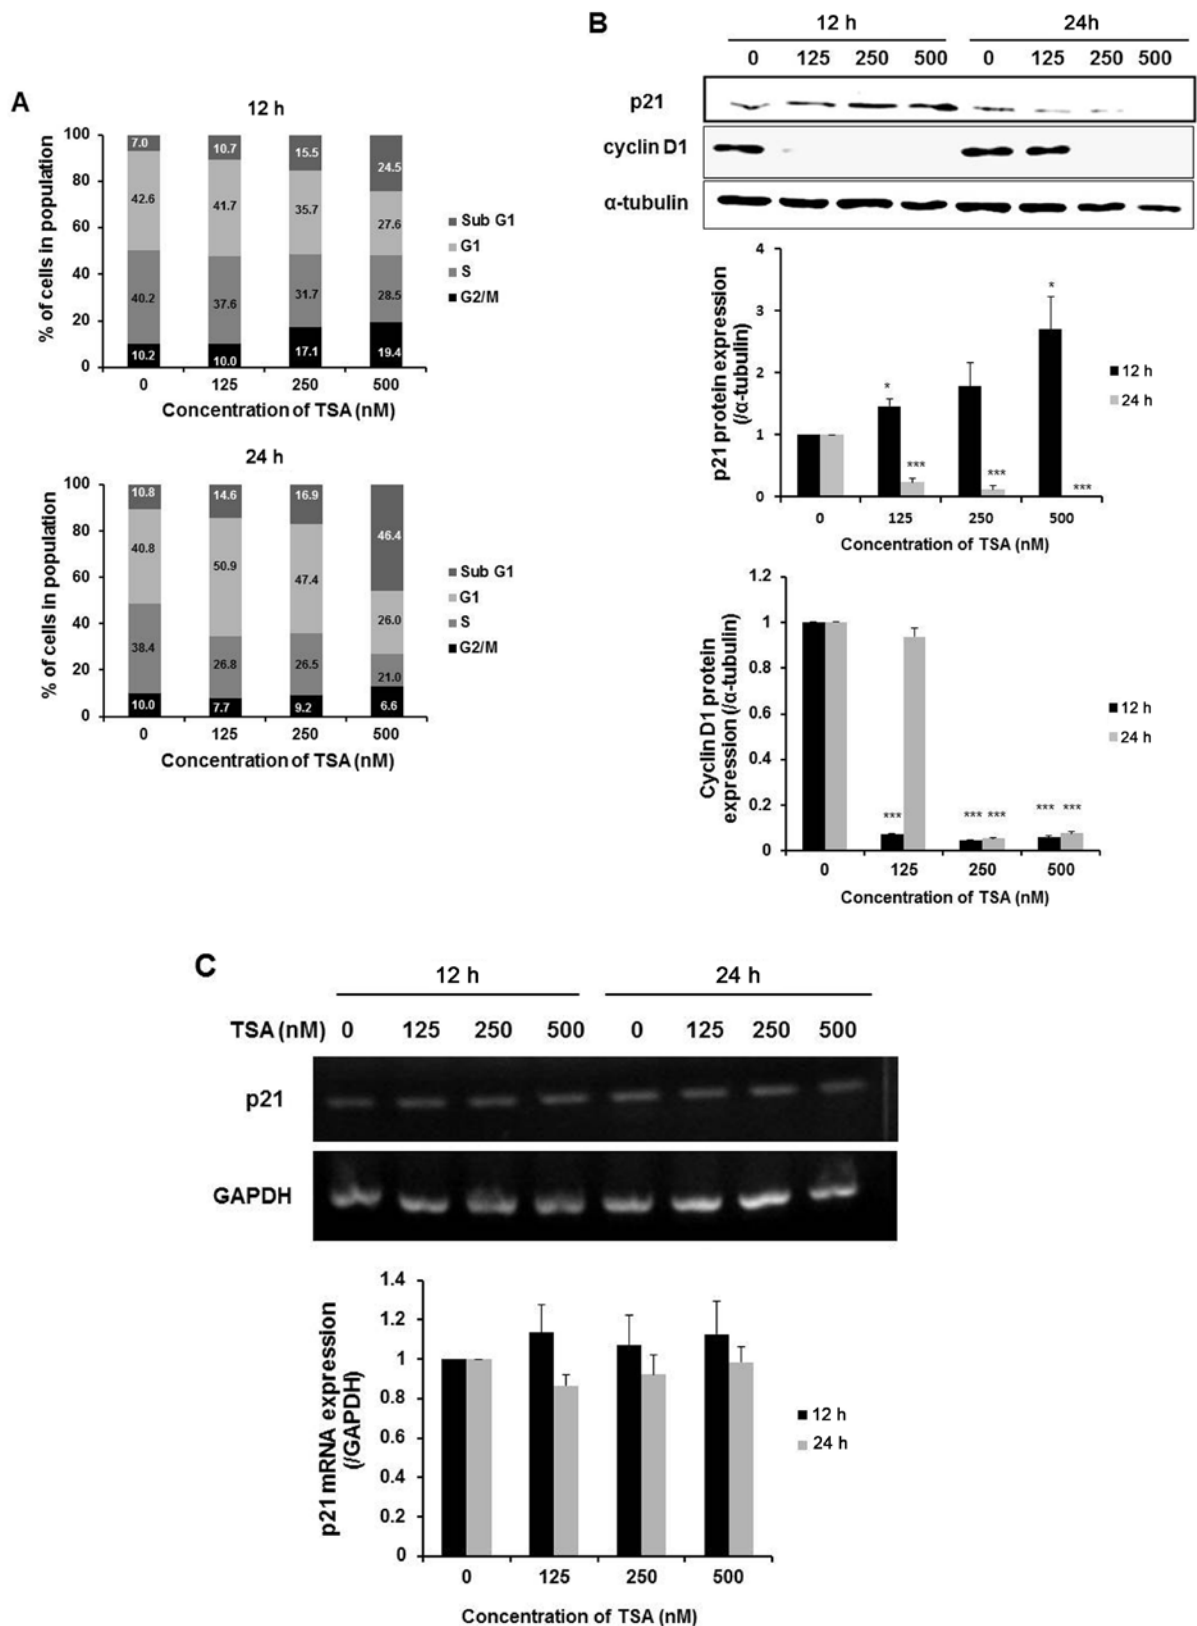 A
12 h
% of cells in population
100
80
60
40
20
0
7.0 10.7 15.5 24.5
42.6 41.7 35.7 27.6
40.2 37.6 31.7 28.5
10.2 10.0 17.1 19.4
0 125 250 500
Concentration of TSA (nM)
Sub G1
G1
S
G2/M
24 h
% of cells in population
100
80
60
40
20
0
10.8 14.6 16.9 46.4
40.8 50.9 47.4 26.0
38.4 26.8 26.5 21.0
10.0 7.7 9.2 6.6
0 125 250 500
Concentration of TSA (nM)
Sub G1
G1
S
G2/M
B
12 h 24h
0 125 250 500 0 125 250 500
p21
cyclin D1
α-tubulin
p21 protein expression
(/α-tubulin)
4
3
2
1
0
* *** *** * ***
0 125 250 500
Concentration of TSA (nM)
12 h
24 h
Cyclin D1 protein
expression (/α-tubulin)
1.2
1
0.8
0.6
0.4
0.2
0
*** *** *** *** ***
0 125 250 500
Concentration of TSA (nM)
12 h
24 h
C
12 h 24 h
TSA (nM) 0 125 250 500 0 125 250 500
p21
GAPDH
p21 mRNA expression
(/GAPDH)
1.4
1.2
1
0.8
0.6
0.4
0.2
0
0 125 250 500
Concentration of TSA (nM)
12 h
24 h